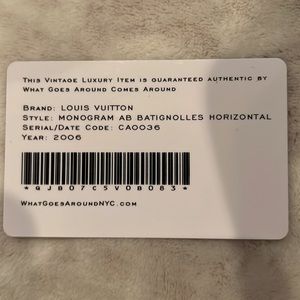 This Vintage Luxury Item is guaranteed authentic by
What Goes Around Comes Around
Brand: LOUIS VUITTON
Style: MONOGRAM AB BATIGNOLLES HORIZONTAL
Serial/Date Code: CA0036
Year: 2006
*QJB07C5V0B083*
WhatGoesAroundNYC.com